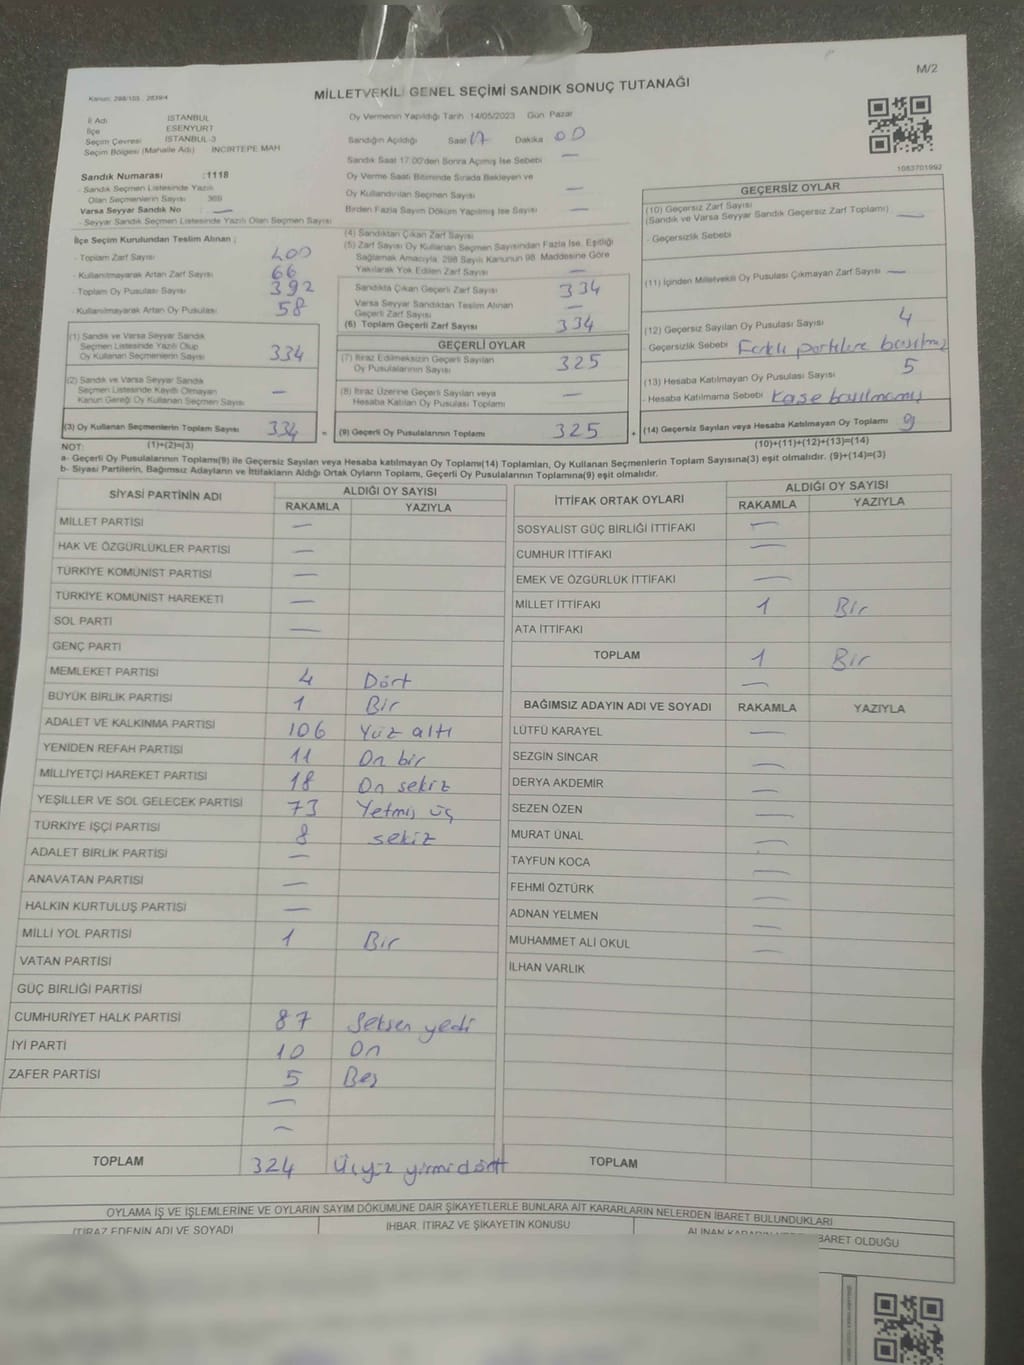 M/2
Kanun: 298/105 , 2839/4
MİLLETVEKİLİ GENEL SEÇİMİ SANDIK SONUÇ TUTANAĞI
İl Adı İSTANBUL
İlçe ESENYURT
Seçim Çevresi İSTANBUL-3
Seçim Bölgesi (Mahalle Adı) İNCİRTEPE MAH
Sandık Numarası :1118
- Sandık Seçmen Listesinde Yazılı
Olan Seçmenlerin Sayısı 369
Varsa Seyyar Sandık No —
- Seyyar Sandık Seçmen Listesinde Yazılı Olan Seçmen Sayısı
Oy Vermenin Yapıldığı Tarih 14/05/2023 Gün Pazar
Sandığın Açıldığı Saat 17 Dakika 00
Sandık Saat 17.00'den Sonra Açılmış İse Sebebi —
Oy Verme Saati Bitiminde Sırada Bekleyen ve
Oy Kullandırılan Seçmen Sayısı —
Birden Fazla Sayım Döküm Yapılmış İse Sayısı —
1083701992
İlçe Seçim Kurulundan Teslim Alınan ;
- Toplam Zarf Sayısı 400
- Kullanılmayarak Artan Zarf Sayısı 66
- Toplam Oy Pusulası Sayısı 392
- Kullanılmayarak Artan Oy Pusulası 58
(1) Sandık ve Varsa Seyyar Sandık
Seçmen Listesinde Yazılı Olup
Oy Kullanan Seçmenlerin Sayısı 334
(2) Sandık ve Varsa Seyyar Sandık
Seçmen Listesinde Kayıtlı Olmayan
Kanun Gereği Oy Kullanan Seçmen Sayısı —
(3) Oy Kullanan Seçmenlerin Toplam Sayısı 334 =
(4) Sandıktan Çıkan Zarf Sayısı
(5) Zarf Sayısı Oy Kullanan Seçmen Sayısından Fazla İse, Eşitliği
Sağlamak Amacıyla, 298 Sayılı Kanunun 98. Maddesine Göre
Yakılarak Yok Edilen Zarf Sayısı —
Sandıkta Çıkan Geçerli Zarf Sayısı 334
Varsa Seyyar Sandıktan Teslim Alınan
Geçerli Zarf Sayısı —
(6) Toplam Geçerli Zarf Sayısı 334
GEÇERLİ OYLAR
(7) İtiraz Edilmeksizin Geçerli Sayılan
Oy Pusulalarının Sayısı 325
(8) İtiraz Üzerine Geçerli Sayılan veya
Hesaba Katılan Oy Pusulası Toplamı —
(9) Geçerli Oy Pusulalarının Toplamı 325 +
GEÇERSİZ OYLAR
(10) Geçersiz Zarf Sayısı
(Sandık ve Varsa Seyyar Sandık Geçersiz Zarf Toplamı) —
- Geçersizlik Sebebi
(11) İçinden Milletvekili Oy Pusulası Çıkmayan Zarf Sayısı —
(12) Geçersiz Sayılan Oy Pusulası Sayısı 4
- Geçersizlik Sebebi Farklı partilere basılmış
(13) Hesaba Katılmayan Oy Pusulası Sayısı 5
- Hesaba Katılmama Sebebi Kaşe basılmamış
(14) Geçersiz Sayılan veya Hesaba Katılmayan Oy Toplamı 9
NOT: (1)+(2)=(3)
(10)+(11)+(12)+(13)=(14)
a- Geçerli Oy Pusulasının Toplamı(9) ile Geçersiz Sayılan veya Hesaba katılmayan Oy Toplamı(14) Toplamları, Oy Kullanan Seçmenlerin Toplam Sayısına(3) eşit olmalıdır. (9)+(14)=(3)
b- Siyasi Partilerin, Bağımsız Adayların ve İttifakların Aldığı Ortak Oyların Toplamı, Geçerli Oy Pusulalarının Toplamına(9) eşit olmalıdır.
SİYASİ PARTİNİN ADI ALDIĞI OY SAYISI
RAKAMLA YAZIYLA
MİLLET PARTİSİ —
HAK VE ÖZGÜRLÜKLER PARTİSİ —
TÜRKİYE KOMÜNİST PARTİSİ —
TÜRKİYE KOMÜNİST HAREKETİ —
SOL PARTİ —
GENÇ PARTİ
MEMLEKET PARTİSİ 4 Dört
BÜYÜK BİRLİK PARTİSİ 1 Bir
ADALET VE KALKINMA PARTİSİ 106 Yüz altı
YENİDEN REFAH PARTİSİ 11 On bir
MİLLİYETÇİ HAREKET PARTİSİ 18 On sekiz
YEŞİLLER VE SOL GELECEK PARTİSİ 73 Yetmiş üç
TÜRKİYE İŞÇİ PARTİSİ 8 sekiz
ADALET BİRLİK PARTİSİ —
ANAVATAN PARTİSİ —
HALKIN KURTULUŞ PARTİSİ —
MİLLİ YOL PARTİSİ 1 Bir
VATAN PARTİSİ
GÜÇ BİRLİĞİ PARTİSİ
CUMHURİYET HALK PARTİSİ 87 Seksen yedi
İYİ PARTİ 10 On
ZAFER PARTİSİ 5 Beş
—
—
TOPLAM 324 Üçyüz yirmidört
İTTİFAK ORTAK OYLARI ALDIĞI OY SAYISI
RAKAMLA YAZIYLA
SOSYALİST GÜÇ BİRLİĞİ İTTİFAKI —
CUMHUR İTTİFAKI —
EMEK VE ÖZGÜRLÜK İTTİFAKI —
MİLLET İTTİFAKI 1 Bir
ATA İTTİFAKI
TOPLAM 1 Bir
—
BAĞIMSIZ ADAYIN ADI VE SOYADI RAKAMLA YAZIYLA
LÜTFÜ KARAYEL —
SEZGİN SİNCAR —
DERYA AKDEMİR —
SEZEN ÖZEN —
MURAT ÜNAL —
TAYFUN KOCA —
FEHMİ ÖZTÜRK —
ADNAN YELMEN —
MUHAMMET ALİ OKUL —
İLHAN VARLIK
TOPLAM
OYLAMA İŞ VE İŞLEMLERİNE VE OYLARIN SAYIM DÖKÜMÜNE DAİR ŞİKAYETLERLE BUNLARA AİT KARARLARIN NELERDEN İBARET BULUNDUKLARI
İTİRAZ EDENİN ADI VE SOYADI İHBAR, İTİRAZ VE ŞİKAYETİN KONUSU ALINAN BARET OLDUĞU